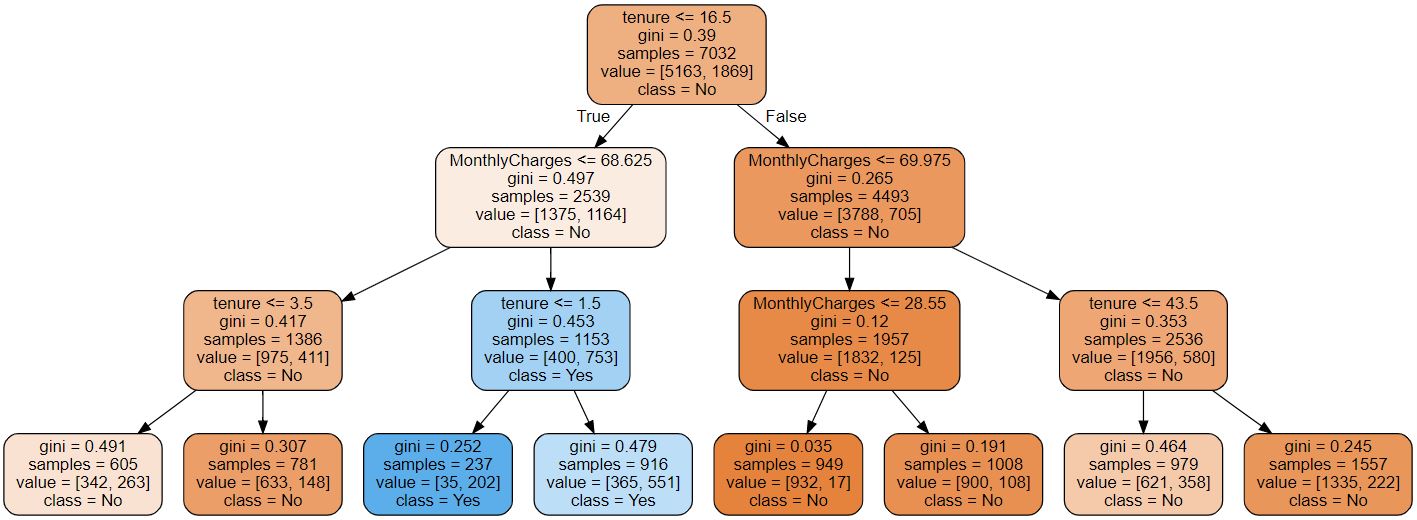 tenure <= 16.5
gini = 0.39
samples = 7032
value = [5163, 1869]
class = No
True
False
MonthlyCharges <= 68.625
gini = 0.497
samples = 2539
value = [1375, 1164]
class = No
MonthlyCharges <= 69.975
gini = 0.265
samples = 4493
value = [3788, 705]
class = No
tenure <= 3.5
gini = 0.417
samples = 1386
value = [975, 411]
class = No
tenure <= 1.5
gini = 0.453
samples = 1153
value = [400, 753]
class = Yes
MonthlyCharges <= 28.55
gini = 0.12
samples = 1957
value = [1832, 125]
class = No
tenure <= 43.5
gini = 0.353
samples = 2536
value = [1956, 580]
class = No
gini = 0.491
samples = 605
value = [342, 263]
class = No
gini = 0.307
samples = 781
value = [633, 148]
class = No
gini = 0.252
samples = 237
value = [35, 202]
class = Yes
gini = 0.479
samples = 916
value = [365, 551]
class = Yes
gini = 0.035
samples = 949
value = [932, 17]
class = No
gini = 0.191
samples = 1008
value = [900, 108]
class = No
gini = 0.464
samples = 979
value = [621, 358]
class = No
gini = 0.245
samples = 1557
value = [1335, 222]
class = No